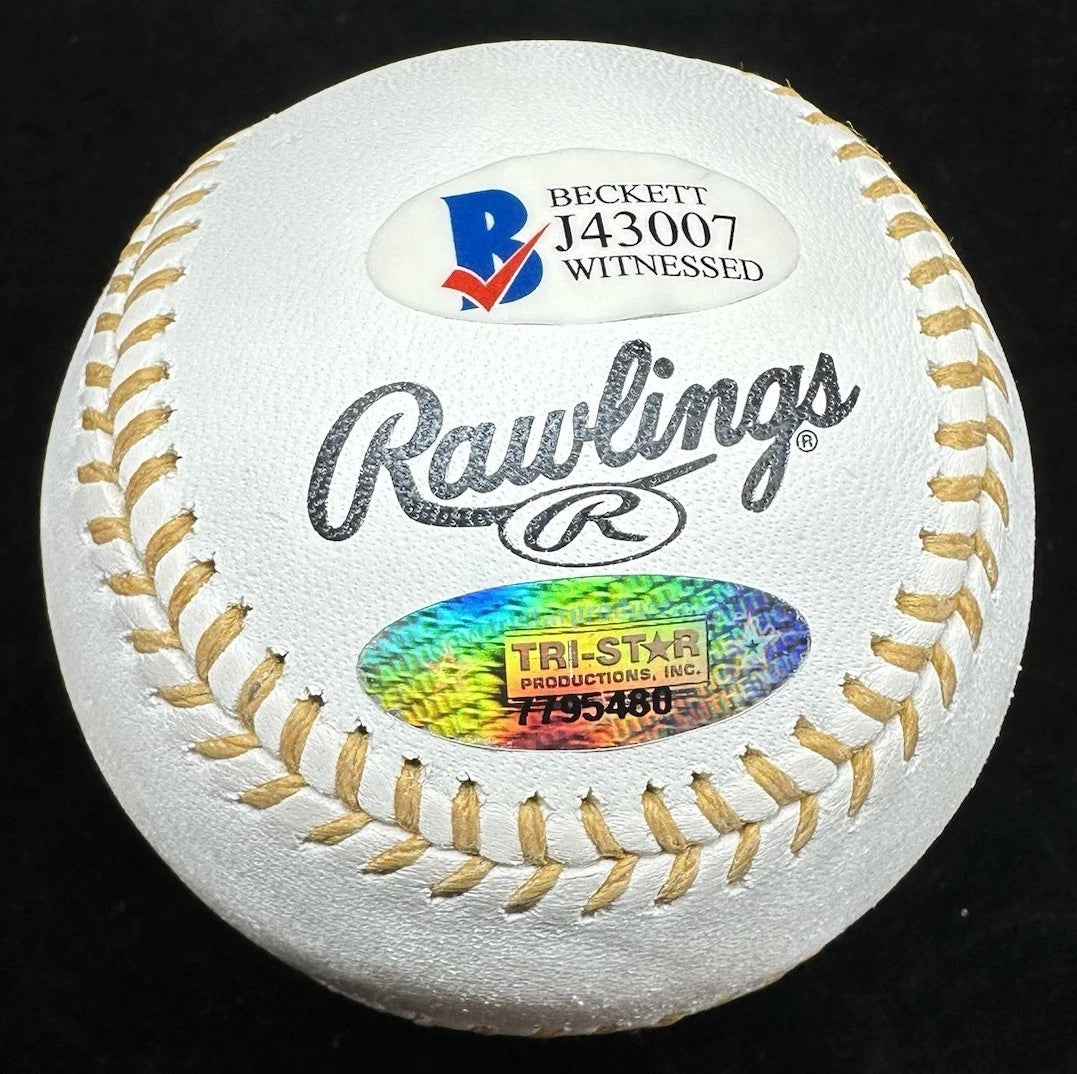 BECKETT
J43007
WITNESSED
Rawlings®
R
TRI-STAR
PRODUCTIONS, INC.
7795480